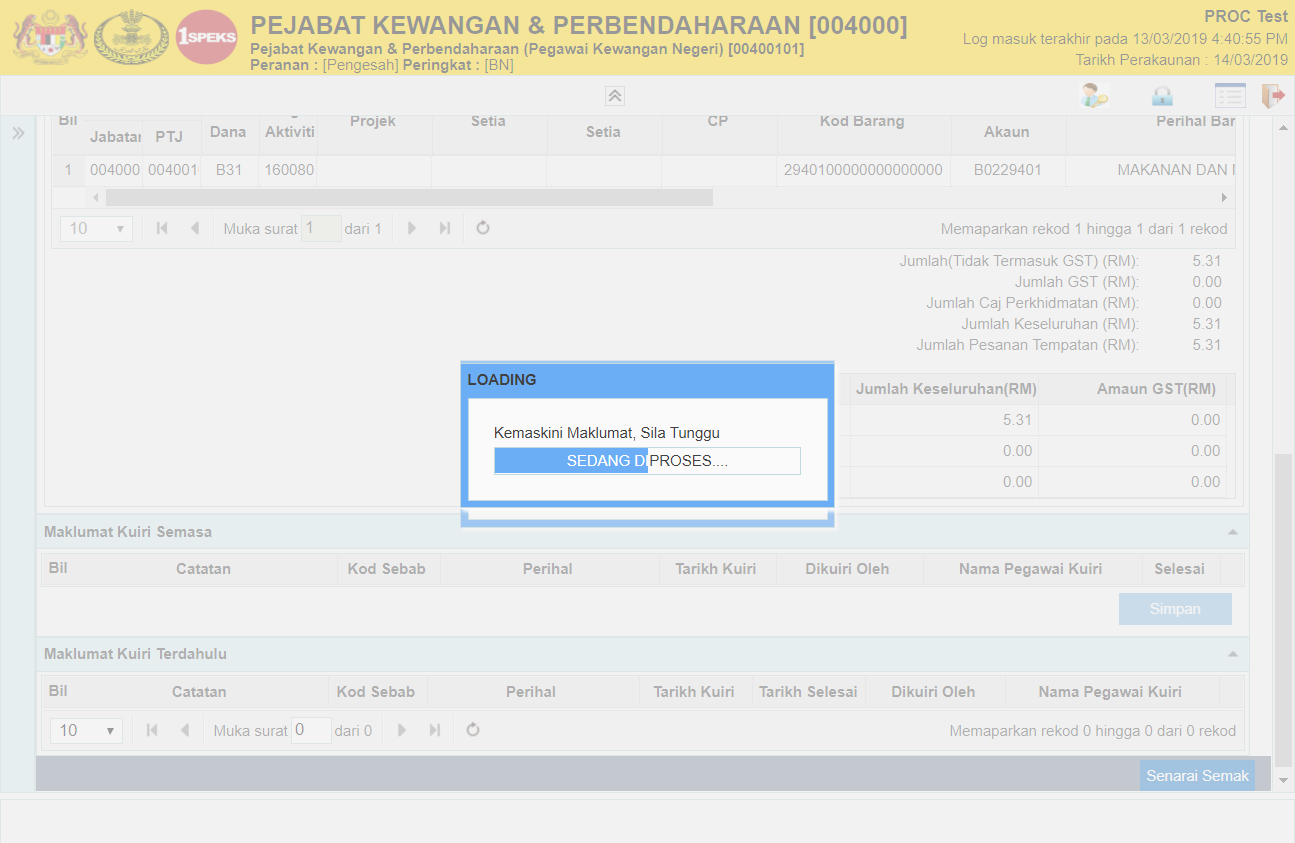 1SPEKS
PEJABAT KEWANGAN & PERBENDAHARAAN [004000]
Pejabat Kewangan & Perbendaharaan (Pegawai Kewangan Negeri) [00400101]
Peranan : [Pengesah] Peringkat : [BN]
PROC Test
Log masuk terakhir pada 13/03/2019 4:40:55 PM
Tarikh Perakaunan : 14/03/2019
Bil Jabatan PTJ Dana Aktiviti Projek Setia Setia CP Kod Barang Akaun Perihal Bar
1 004000 004001 B31 160080 2940100000000000000 B0229401 MAKANAN DAN
10 Muka surat 1 dari 1 Memaparkan rekod 1 hingga 1 dari 1 rekod
Jumlah(Tidak Termasuk GST) (RM): 5.31
Jumlah GST (RM): 0.00
Jumlah Caj Perkhidmatan (RM): 0.00
Jumlah Keseluruhan (RM): 5.31
Jumlah Pesanan Tempatan (RM): 5.31
LOADING
Kemaskini Maklumat, Sila Tunggu
SEDANG DIPROSES....
Jumlah Keseluruhan(RM) Amaun GST(RM)
5.31 0.00
0.00 0.00
0.00 0.00
Maklumat Kuiri Semasa
Bil Catatan Kod Sebab Perihal Tarikh Kuiri Dikuiri Oleh Nama Pegawai Kuiri Selesai
Simpan
Maklumat Kuiri Terdahulu
Bil Catatan Kod Sebab Perihal Tarikh Kuiri Tarikh Selesai Dikuiri Oleh Nama Pegawai Kuiri
10 Muka surat 0 dari 0 Memaparkan rekod 0 hingga 0 dari 0 rekod
Senarai Semak